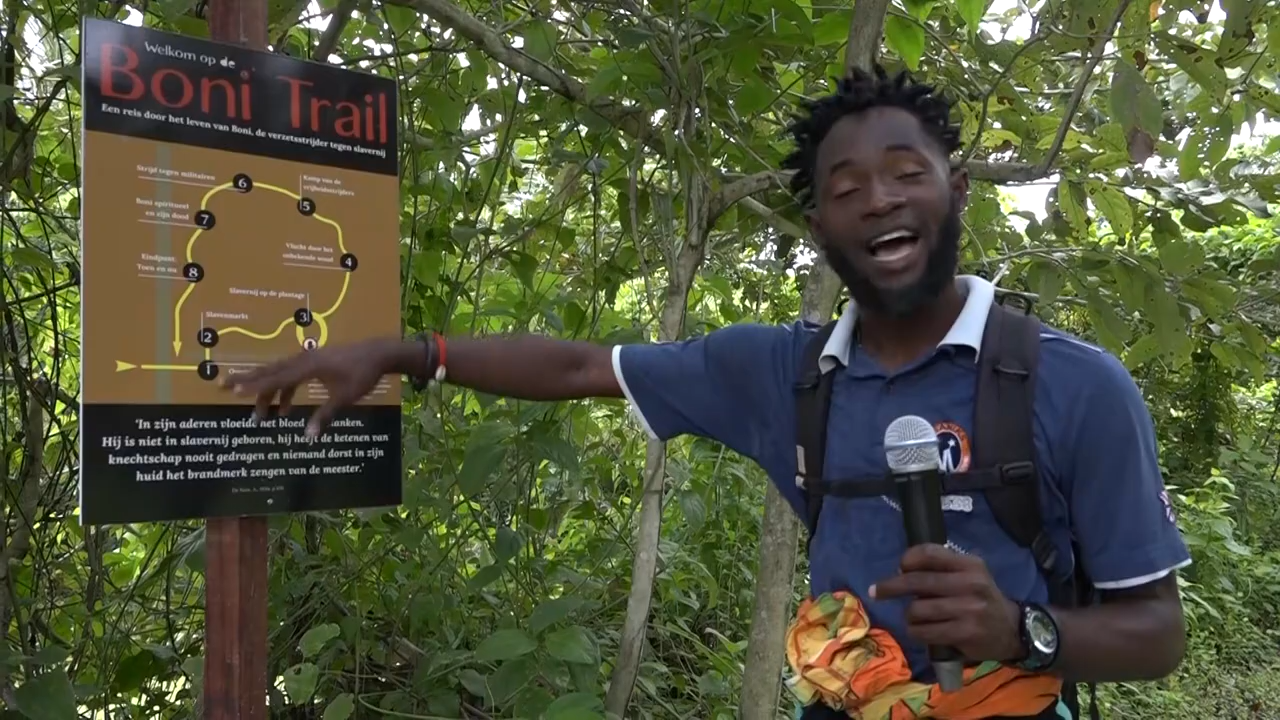 Welkom op de
Boni Trail
Een reis door het leven van Boni, de verzetsstrijder tegen slavernij
Strijd tegen militairen
6
Kamp van de
vrijheidsstrijders
5
Boni spiritueel
en zijn dood
7
Vlucht door het
onbekende woud
4
Eindpunt:
Toen en nu
8
Slavernij op de plantage
3
Slavenmarkt
2
1
'In zijn aderen vloeide het bloed
Hij is niet in slavernij geboren, hij heeft de ketenen van
knechtschap nooit gedragen en niemand dorst in zijn
huid het brandmerk zengen van de meester.'
M